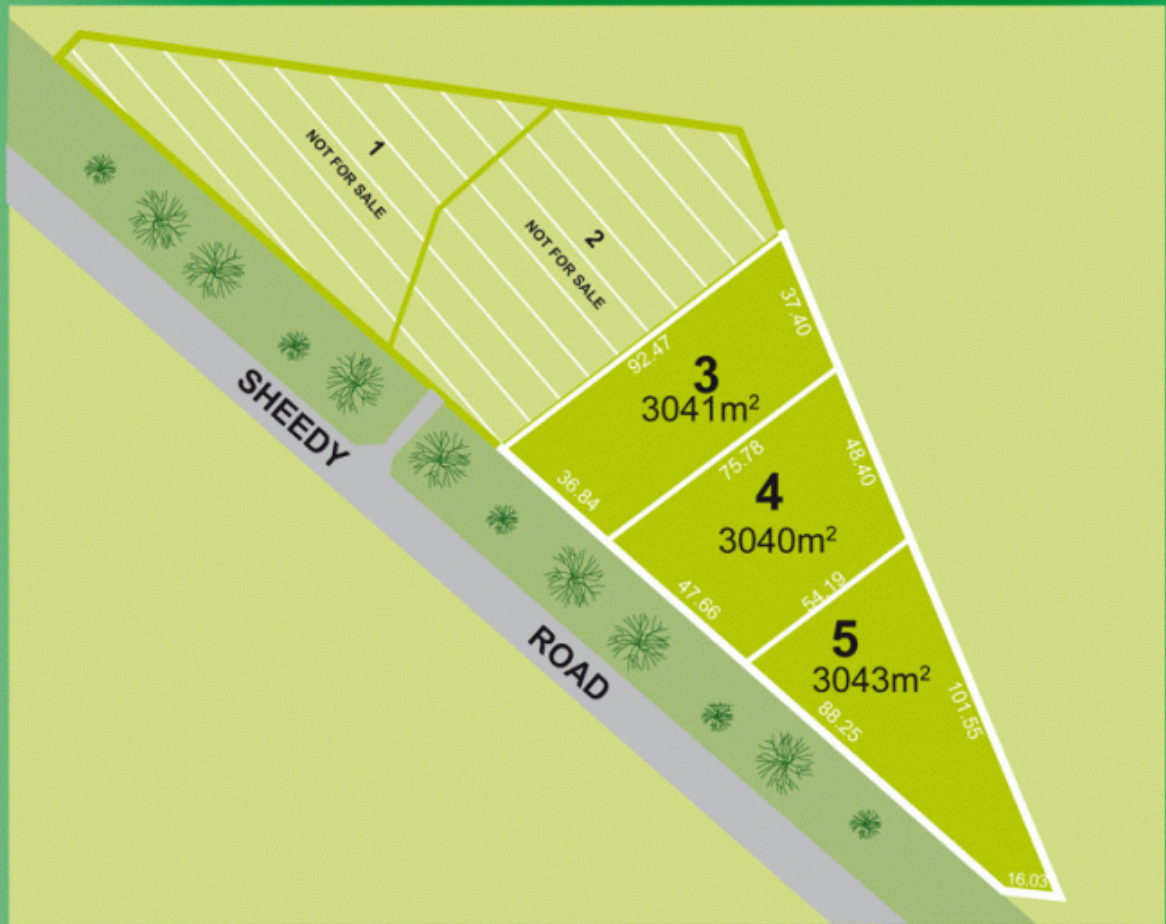 1
NOT FOR SALE
2
NOT FOR SALE
37.40
92.47
3
3041m²
75.78
48.40
36.84
4
3040m²
54.19
47.66
5
3043m²
88.25
101.55
16.03
SHEEDY
ROAD